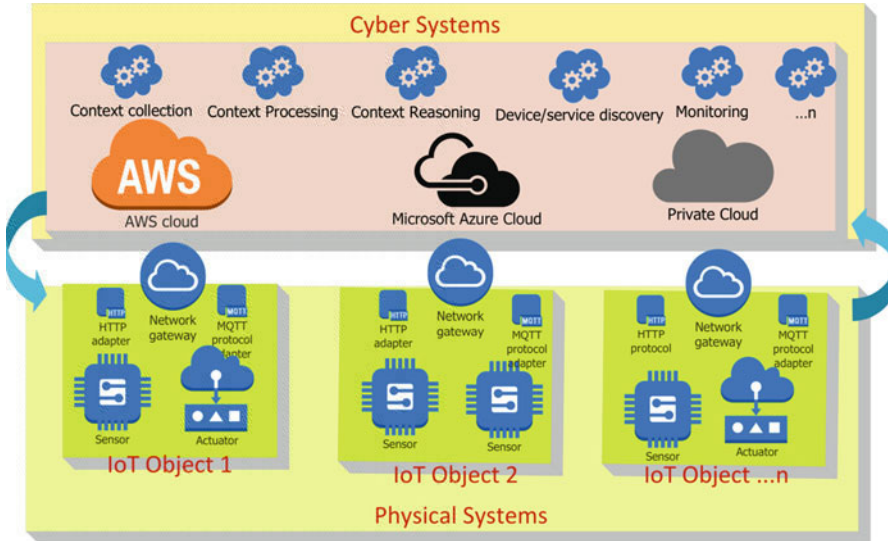 Cyber Systems
Context collection
Context Processing
Context Reasoning
Device/service discovery
Monitoring
...n
AWS
AWS cloud
Microsoft Azure Cloud
Private Cloud
HTTP
HTTP
adapter
Network
gateway
MQTT
MQTT
protocol
adapter
Sensor
Actuator
IoT Object 1
HTTP
HTTP
adapter
Network
gateway
MQTT
MQTT
protocol
adapter
Sensor
Sensor
IoT Object 2
HTTP
HTTP
protocol
Network
gateway
MQTT
MQTT
protocol
adapter
Sensor
Actuator
IoT Object ...n
Physical Systems